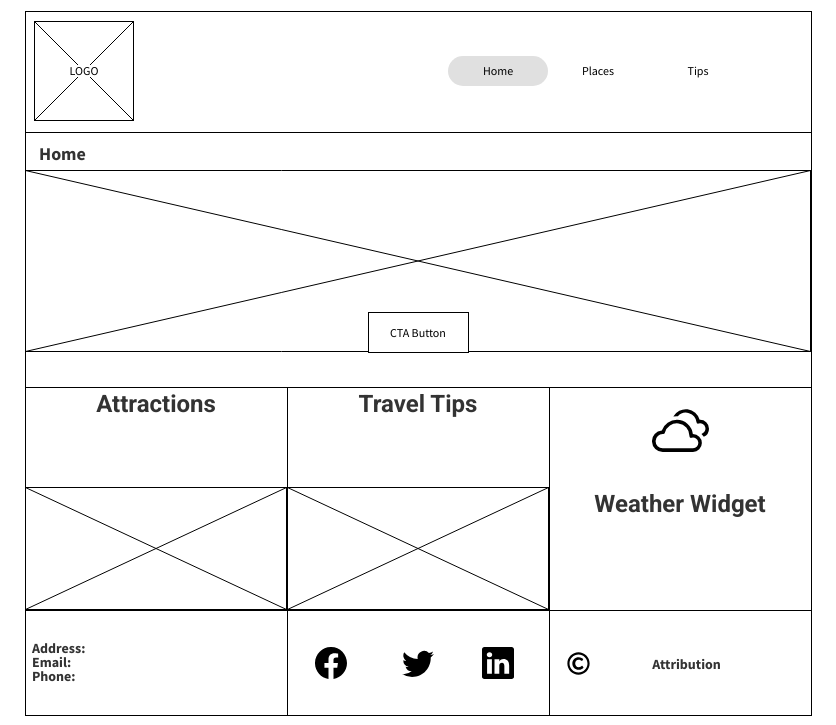 LOGO
Home
Places
Tips
Home
CTA Button
Attractions
Travel Tips
Weather Widget
Address:
Email:
Phone:
©
Attribution